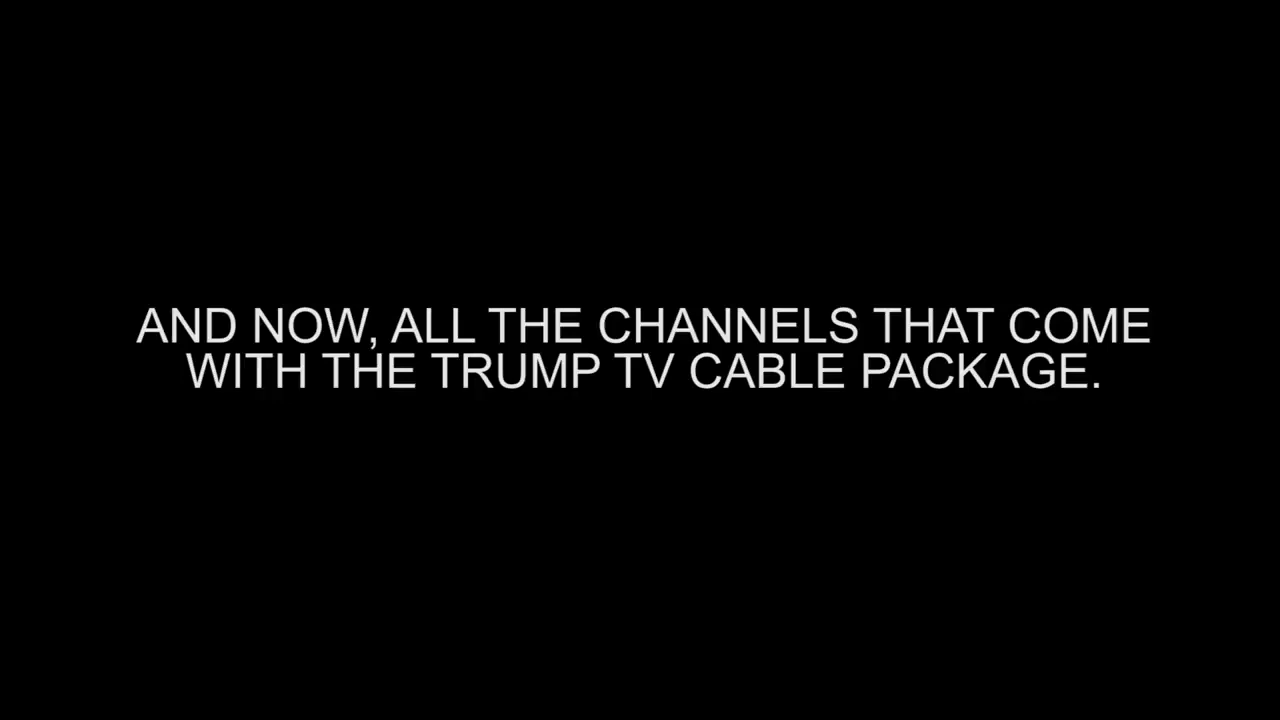 AND NOW, ALL THE CHANNELS THAT COME
WITH THE TRUMP TV CABLE PACKAGE.